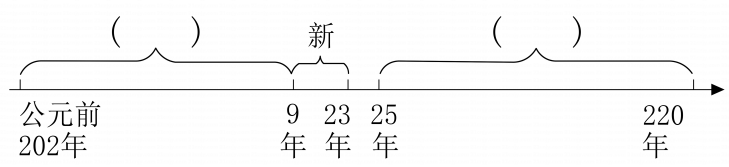 （　　）　新　（　　）
公元前　9　23　25　220
202年　年　年　年　年